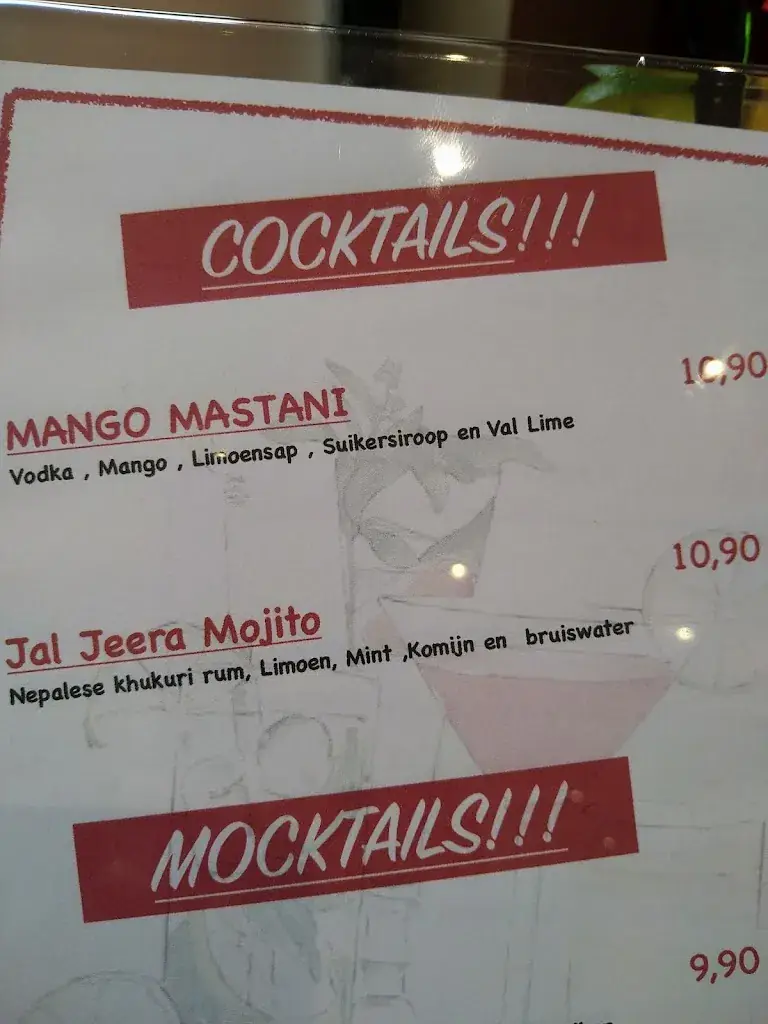 COCKTAILS!!!
10,90
MANGO MASTANI
Vodka , Mango , Limoensap , Suikersiroop en Val Lime
10,90
Jal Jeera Mojito
Nepalese khukuri rum, Limoen, Mint ,Komijn en bruiswater
MOCKTAILS!!!
9,90